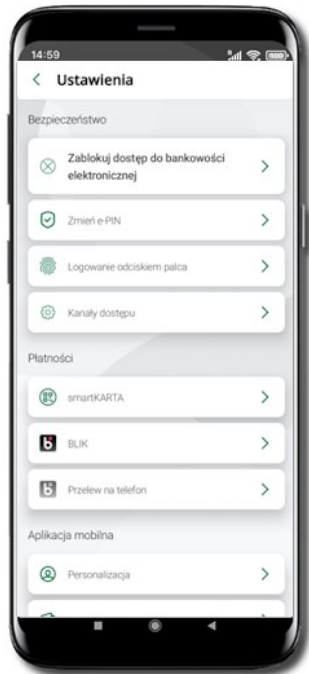 14:59
Ustawienia
Bezpieczeństwo
Zablokuj dostęp do bankowości
elektronicznej
Zmień e-PIN
Logowanie odciskiem palca
Kanały dostępu
Płatności
smartKARTA
BLIK
Przelew na telefon
Aplikacja mobilna
Personalizacja